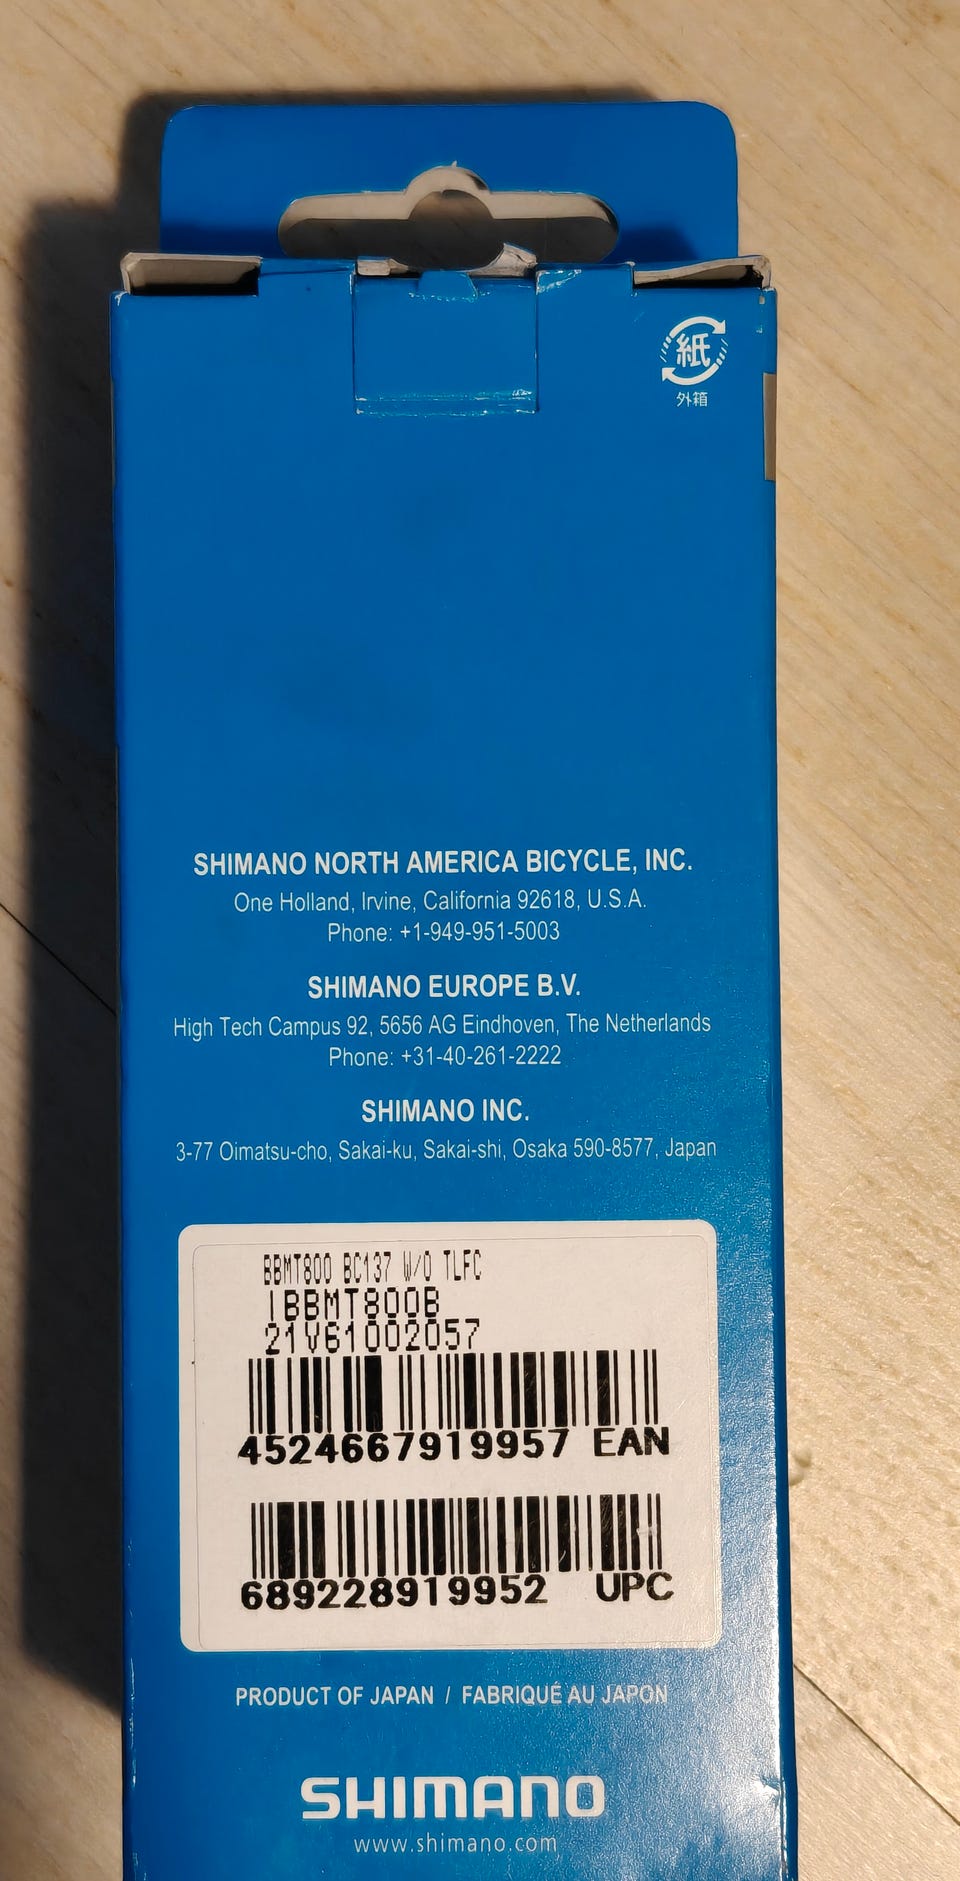 紙
外箱
SHIMANO NORTH AMERICA BICYCLE, INC.
One Holland, Irvine, California 92618, U.S.A.
Phone: +1-949-951-5003
SHIMANO EUROPE B.V.
High Tech Campus 92, 5656 AG Eindhoven, The Netherlands
Phone: +31-40-261-2222
SHIMANO INC.
3-77 Oimatsu-cho, Sakai-ku, Sakai-shi, Osaka 590-8577, Japan
BBMT800 BC137 W/O TLFC
IBBMT800B
21V61002057
4524667919957 EAN
689228919952 UPC
PRODUCT OF JAPAN / FABRIQUÉ AU JAPON
SHIMANO
www.shimano.com